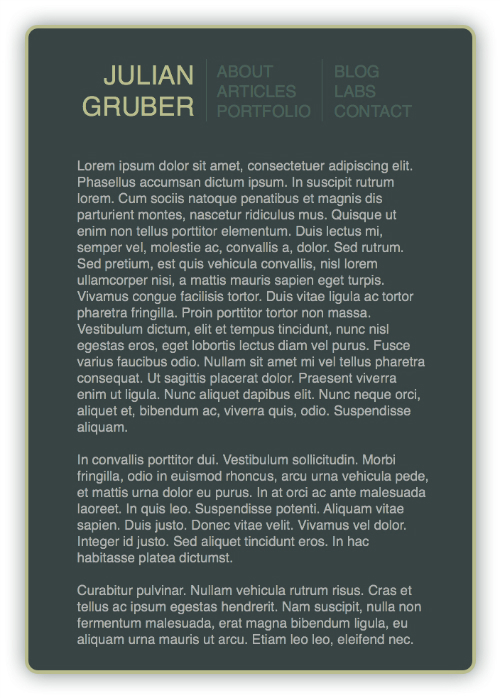 JULIAN
GRUBER
ABOUT
ARTICLES
PORTFOLIO
BLOG
LABS
CONTACT
Lorem ipsum dolor sit amet, consectetuer adipiscing elit.
Phasellus accumsan dictum ipsum. In suscipit rutrum
lorem. Cum sociis natoque penatibus et magnis dis
parturient montes, nascetur ridiculus mus. Quisque ut
enim non tellus porttitor elementum. Duis lectus mi,
semper vel, molestie ac, convallis a, dolor. Sed rutrum.
Sed pretium, est quis vehicula convallis, nisl lorem
ullamcorper nisi, a mattis mauris sapien eget turpis.
Vivamus congue facilisis tortor. Duis vitae ligula ac tortor
pharetra fringilla. Proin porttitor tortor non massa.
Vestibulum dictum, elit et tempus tincidunt, nunc nisl
egestas eros, eget lobortis lectus diam vel purus. Fusce
varius faucibus odio. Nullam sit amet mi vel tellus pharetra
consequat. Ut sagittis placerat dolor. Praesent viverra
enim ut ligula. Nunc aliquet dapibus elit. Nunc neque orci,
aliquet et, bibendum ac, viverra quis, odio. Suspendisse
aliquam.
In convallis porttitor dui. Vestibulum sollicitudin. Morbi
fringilla, odio in euismod rhoncus, arcu urna vehicula pede,
et mattis urna dolor eu purus. In at orci ac ante malesuada
laoreet. In quis leo. Suspendisse potenti. Aliquam vitae
sapien. Duis justo. Donec vitae velit. Vivamus vel dolor.
Integer id justo. Sed aliquet tincidunt eros. In hac
habitasse platea dictumst.
Curabitur pulvinar. Nullam vehicula rutrum risus. Cras et
tellus ac ipsum egestas hendrerit. Nam suscipit, nulla non
fermentum malesuada, erat magna bibendum ligula, eu
aliquam urna mauris ut arcu. Etiam leo leo, eleifend nec.